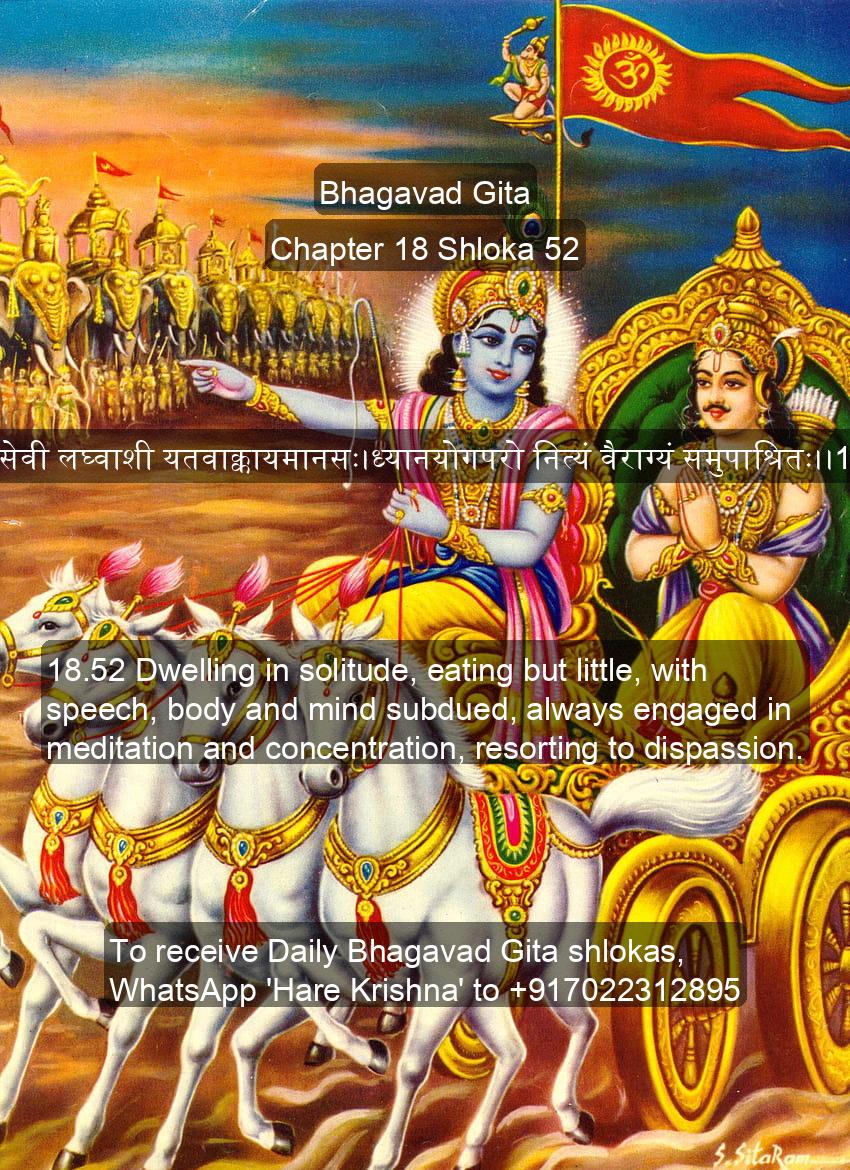 ॐ
Bhagavad Gita
Chapter 18 Shloka 52
सेवी लघ्वाशी यतवाक्कायमानसः।ध्यानयोगपरो नित्यं वैराग्यं समुपाश्रितः।।1
18.52 Dwelling in solitude, eating but little, with
speech, body and mind subdued, always engaged in
meditation and concentration, resorting to dispassion.
To receive Daily Bhagavad Gita shlokas,
WhatsApp 'Hare Krishna' to +917022312895
S. SitaRam